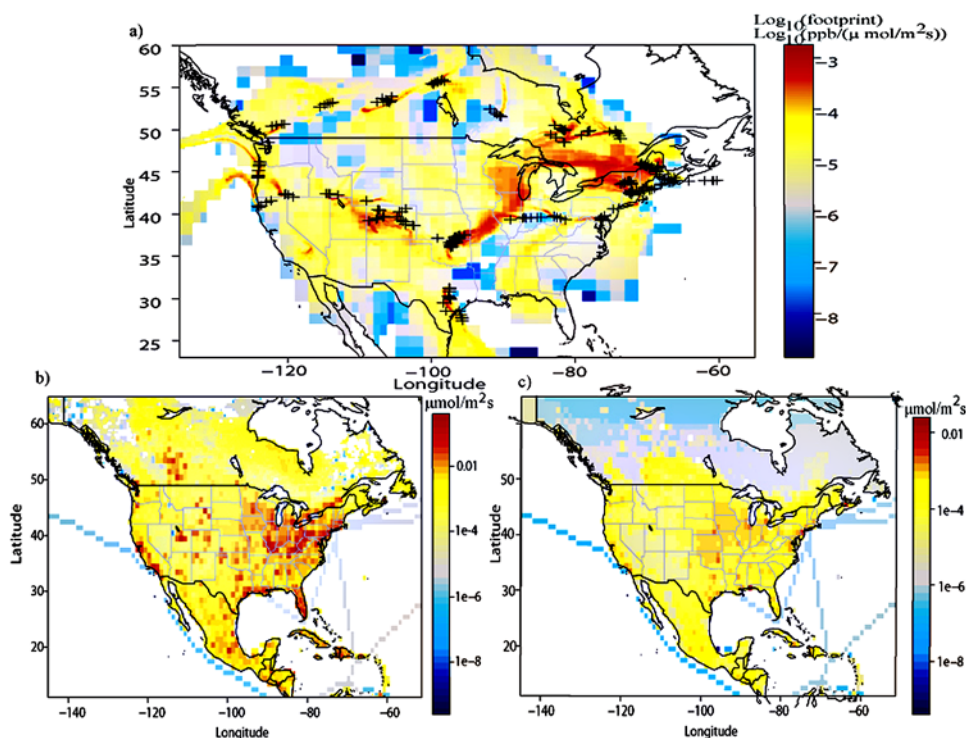 a)
Log10(footprint)
Log10(ppb/(μ mol/m²s))
60
55
50
45
40
35
30
25
Latitude
−120
−100
−80
−60
Longitude
−3
−4
−5
−6
−7
−8
b)
μmol/m²s
60
50
40
30
20
Latitude
−140
−120
−100
−80
−60
Longitude
0.01
1e−4
1e−6
1e−8
c)
μmol/m²s
60
50
40
30
20
Latitude
−140
−120
−100
−80
−60
Longitude
0.01
1e−4
1e−6
1e−8